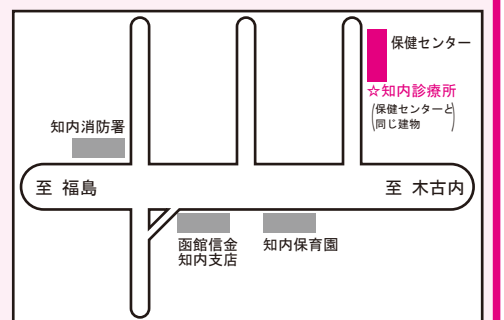 保健センター
☆知内診療所
(保健センターと
同じ建物)
知内消防署
至 福島
至 木古内
函館信金
知内支店
知内保育園